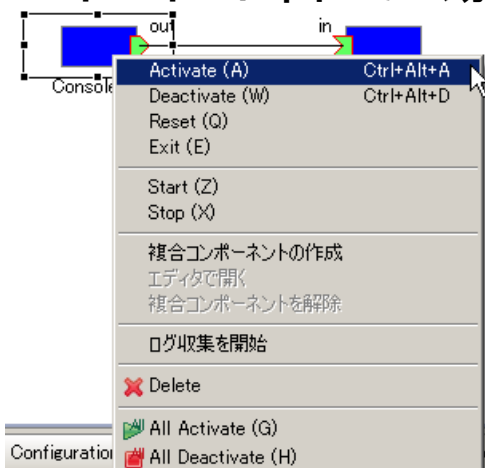 out in
Console
Activate (A) Ctrl+Alt+A
Deactivate (W) Ctrl+Alt+D
Reset (Q)
Exit (E)
Start (Z)
Stop (X)
複合コンポーネントの作成
エディタで開く
複合コンポーネントを解除
ログ収集を開始
Delete
All Activate (G)
Configuration
All Deactivate (H)